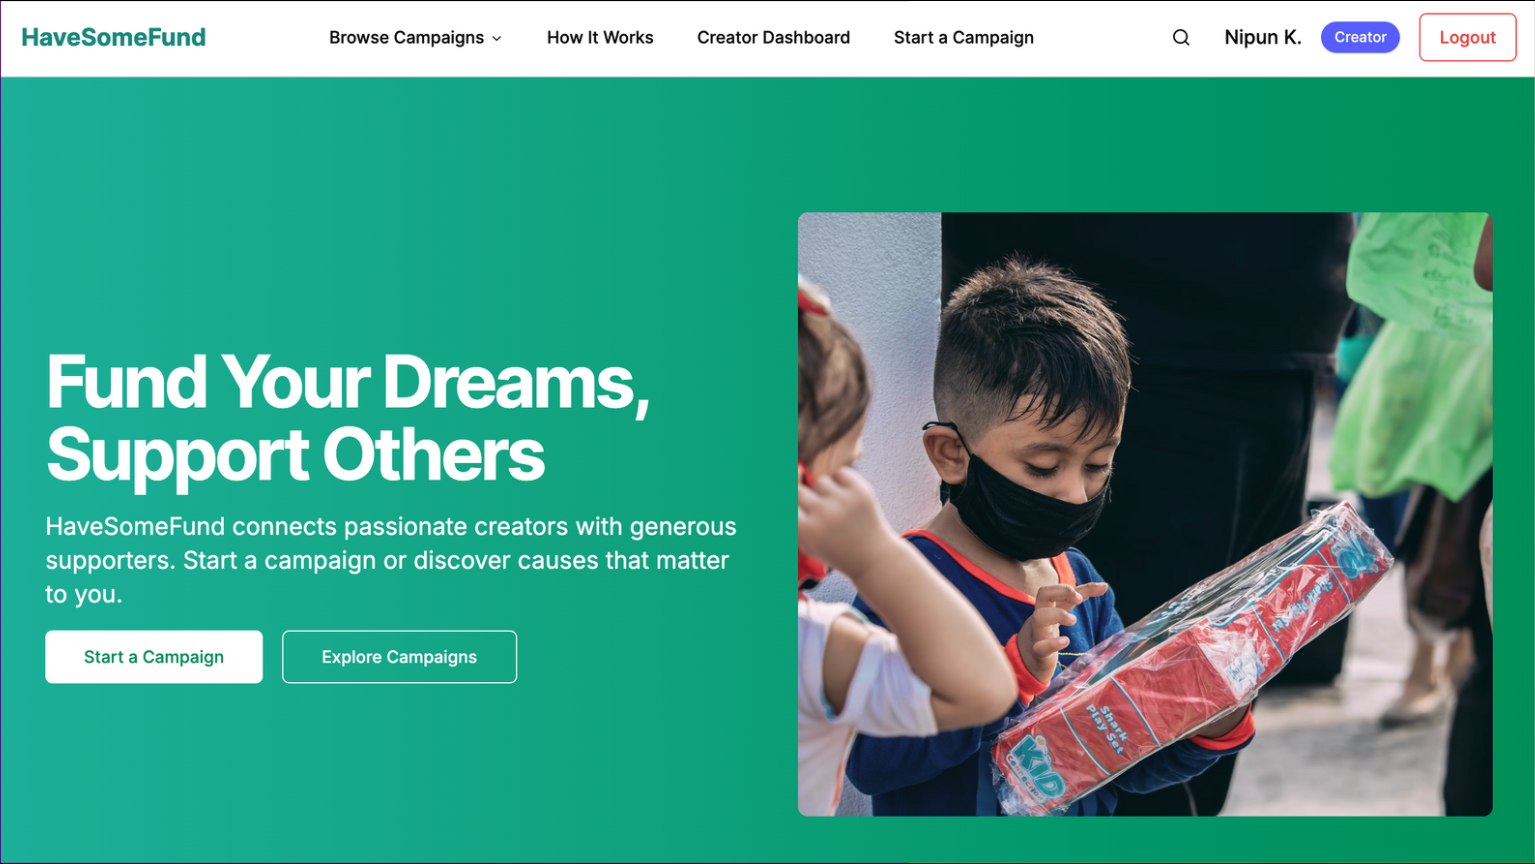 HaveSomeFund
Browse Campaigns
How It Works
Creator Dashboard
Start a Campaign
Nipun K.
Creator
Logout
Fund Your Dreams,
Support Others
HaveSomeFund connects passionate creators with generous
supporters. Start a campaign or discover causes that matter
to you.
Start a Campaign
Explore Campaigns
Shark
Play Set
KID